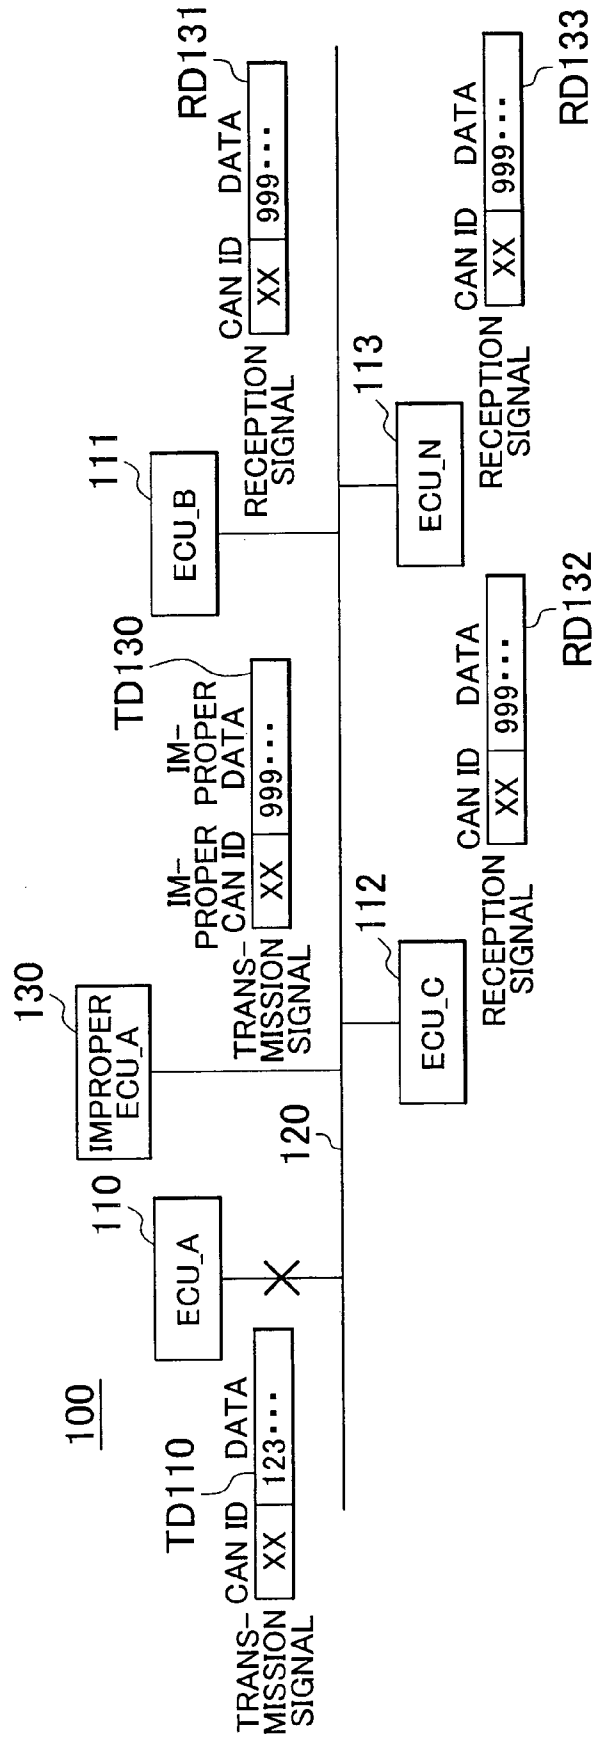 100
TD110
TRANS-
MISSION
SIGNAL
CAN ID DATA
XX 123•••
110
ECU_A
130
IMPROPER
ECU_A
120
TRANS-
MISSION
SIGNAL
IM-
PROPER
CAN ID
IM-
PROPER
DATA
XX 999•••
TD130
111
ECU_B
RECEPTION
SIGNAL
CAN ID DATA
XX 999•••
RD131
112
ECU_C
RECEPTION
SIGNAL
CAN ID DATA
XX 999•••
RD132
113
ECU_N
RECEPTION
SIGNAL
CAN ID DATA
XX 999•••
RD133